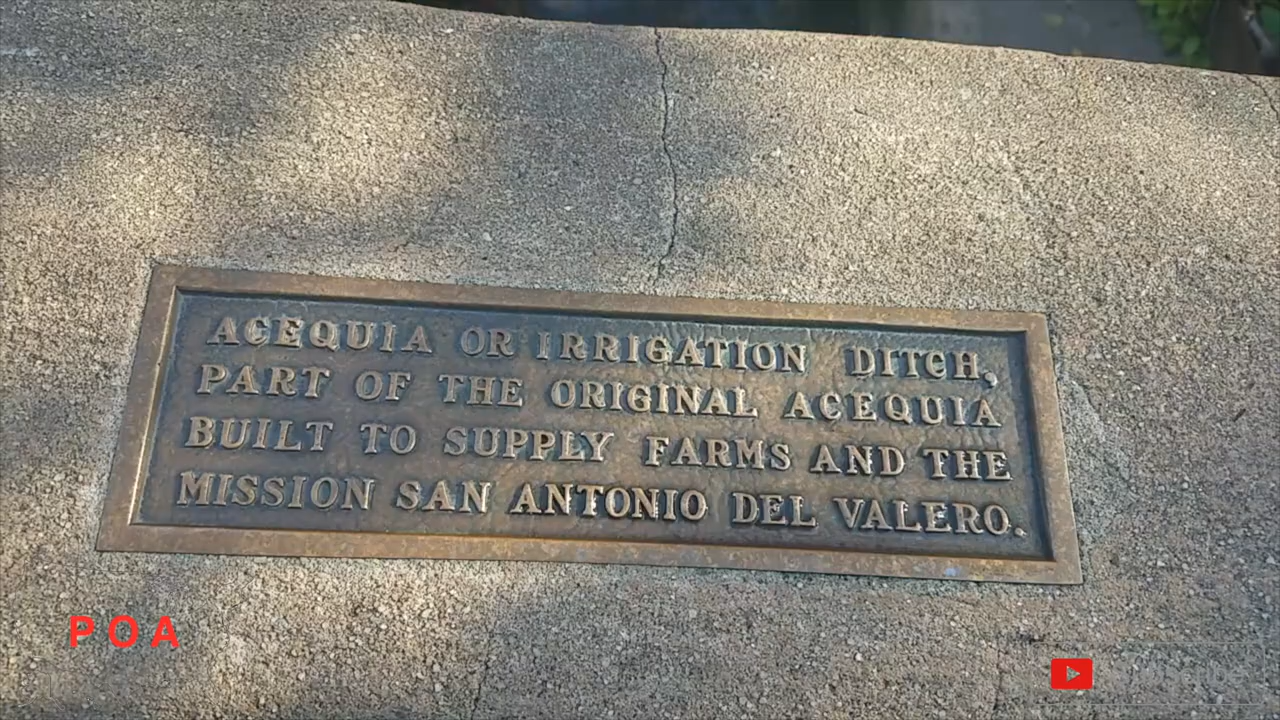 ACEQUIA OR IRRIGATION DITCH,
PART OF THE ORIGINAL ACEQUIA
BUILT TO SUPPLY FARMS AND THE
MISSION SAN ANTONIO DEL VALERO.
POA